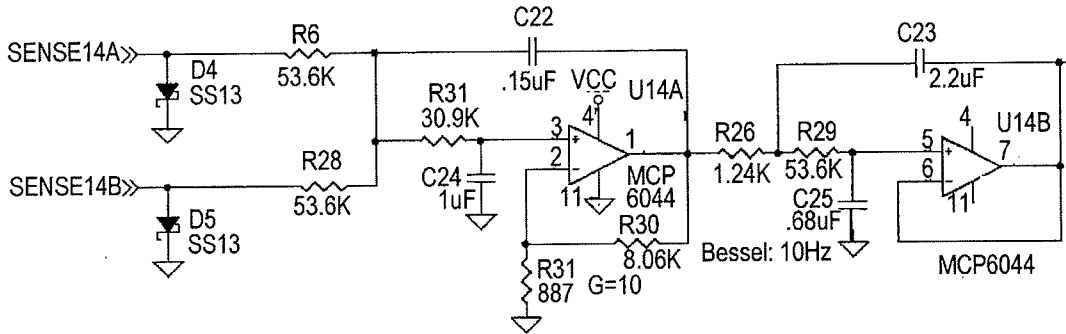 SENSE14A
D4
SS13
R6
53.6K
C22
.15uF
R31
30.9K
VCC
4'
U14A
3
+
2
-
1
11
MCP
6044
C24
1uF
R30
8.06K
R31
887
G=10
SENSE14B
D5
SS13
R28
53.6K
C23
2.2uF
R26
1.24K
R29
53.6K
4
U14B
5
+
6
-
7
11
C25
.68uF
Bessel: 10Hz
MCP6044